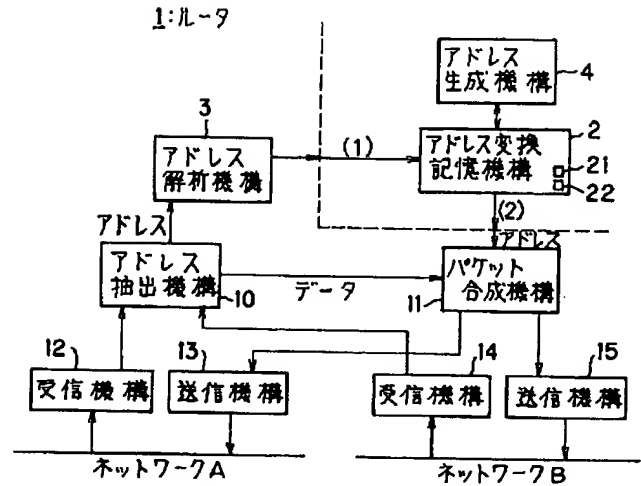 1:ルータ
アドレス
生成機構
4
3
2
アドレス
解析機構
(1)
アドレス変換
記憶機構
21
22
アドレス
(2)
アドレス
アドレス
抽出機構
10
データ
パケット
合成機構
11
12
13
14
15
受信機構
送信機構
受信機構
送信機構
ネットワークA
ネットワークB